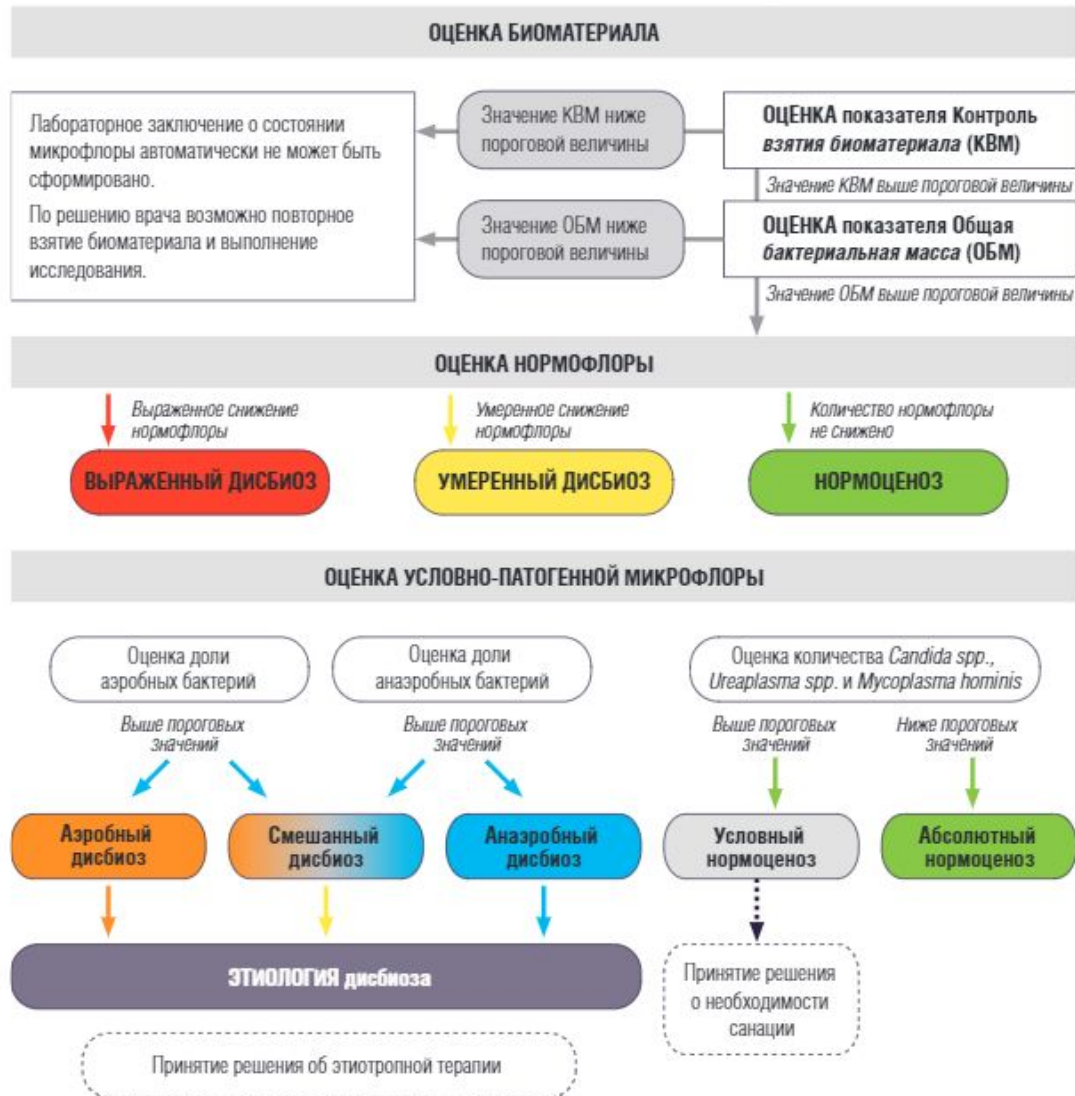 ОЦЕНКА БИОМАТЕРИАЛА
Лабораторное заключение о состоянии
микрофлоры автоматически не может быть
сформировано.
По решению врача возможно повторное
взятие биоматериала и выполнение
исследования.
Значение КВМ ниже
пороговой величины
ОЦЕНКА показателя Контроль
взятия биоматериала (КВМ)
Значение КВМ выше пороговой величины
Значение ОБМ ниже
пороговой величины
ОЦЕНКА показателя Общая
бактериальная масса (ОБМ)
Значение ОБМ выше пороговой величины
ОЦЕНКА НОРМОФЛОРЫ
Выраженное снижение
нормофлоры
Умеренное снижение
нормофлоры
Количество нормофлоры
не снижено
ВЫРАЖЕННЫЙ ДИСБИОЗ
УМЕРЕННЫЙ ДИСБИОЗ
НОРМОЦЕНОЗ
ОЦЕНКА УСЛОВНО-ПАТОГЕННОЙ МИКРОФЛОРЫ
Оценка доли
аэробных бактерий
Оценка доли
анаэробных бактерий
Оценка количества Candida spp.,
Ureaplasma spp. и Mycoplasma hominis
Выше пороговых
значений
Выше пороговых
значений
Выше пороговых
значений
Ниже пороговых
значений
Аэробный
дисбиоз
Смешанный
дисбиоз
Анаэробный
дисбиоз
Условный
нормоценоз
Абсолютный
нормоценоз
ЭТИОЛОГИЯ дисбиоза
Принятие решения
о необходимости
санации
Принятие решения об этиотропной терапии